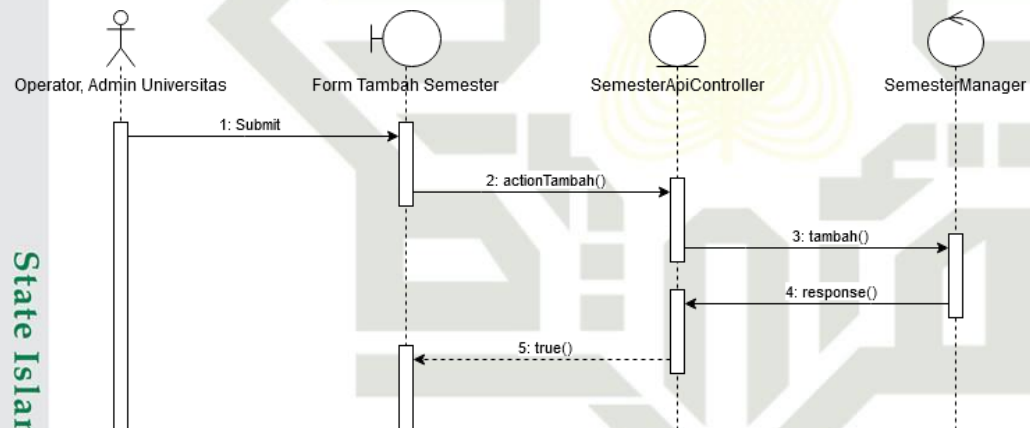 Operator, Admin Universitas
Form Tambah Semester
SemesterApiController
SemesterManager
1: Submit
2: actionTambah()
3: tambah()
4: response()
5: true()
State Islam